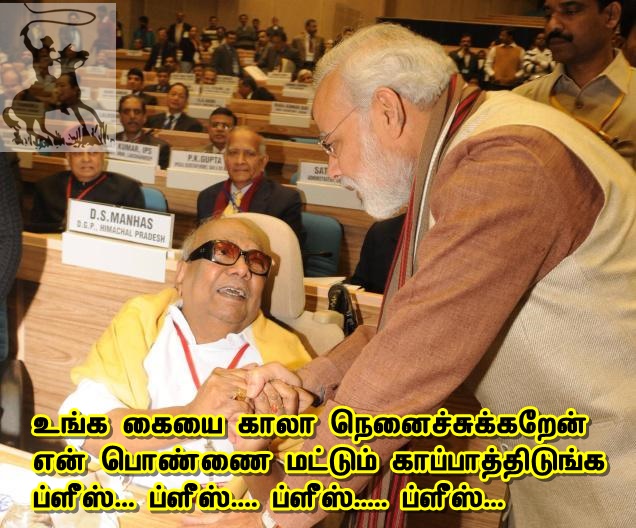 KUMAR, IPS
P.K.GUPTA
D.S.MANHAS
D.G.P., HIMACHAL PRADESH
உங்க கையை காலா நெனைச்சுக்கறேன்
என் பொண்ணை மட்டும் காப்பாத்திடுங்க
ப்ளீஸ்... ப்ளீஸ்.... ப்ளீஸ்..... ப்ளீஸ்...